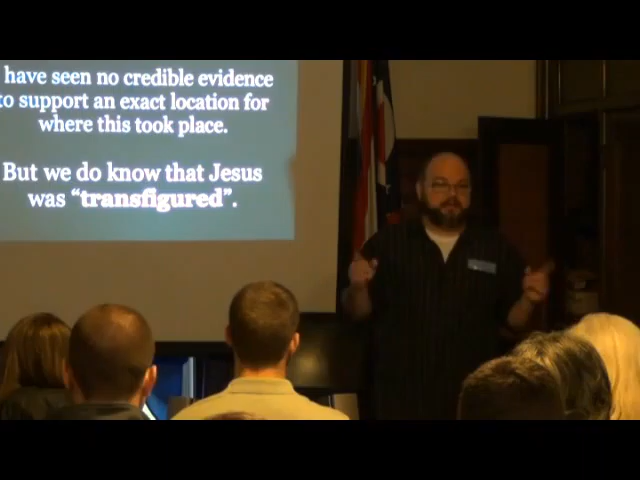 have seen no credible evidence
to support an exact location for
where this took place.
But we do know that Jesus
was “transfigured”.